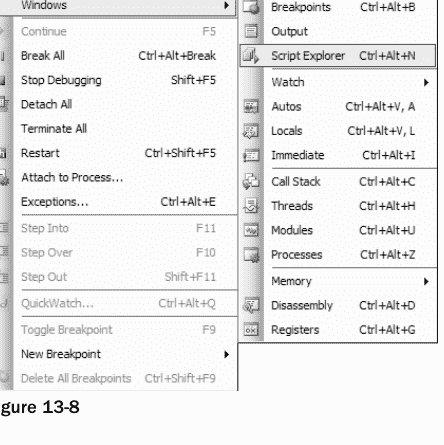 Windows
Continue F5
Break All Ctrl+Alt+Break
Stop Debugging Shift+F5
Detach All
Terminate All
Restart Ctrl+Shift+F5
Attach to Process...
Exceptions... Ctrl+Alt+E
Step Into F11
Step Over F10
Step Out Shift+F11
QuickWatch... Ctrl+Alt+Q
Toggle Breakpoint F9
New Breakpoint
Delete All Breakpoints Ctrl+Shift+F9
Breakpoints Ctrl+Alt+B
Output
Script Explorer Ctrl+Alt+N
Watch
Autos Ctrl+Alt+V, A
Locals Ctrl+Alt+V, L
Immediate Ctrl+Alt+I
Call Stack Ctrl+Alt+C
Threads Ctrl+Alt+H
Modules Ctrl+Alt+U
Processes Ctrl+Alt+Z
Memory
Disassembly Ctrl+Alt+D
Registers Ctrl+Alt+G
gure 13-8